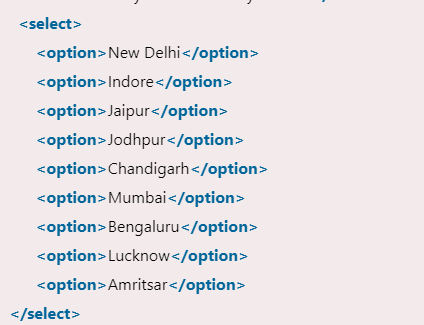 <select>
<option>New Delhi</option>
<option>Indore</option>
<option>Jaipur</option>
<option>Jodhpur</option>
<option>Chandigarh</option>
<option>Mumbai</option>
<option>Bengaluru</option>
<option>Lucknow</option>
<option>Amritsar</option>
</select>